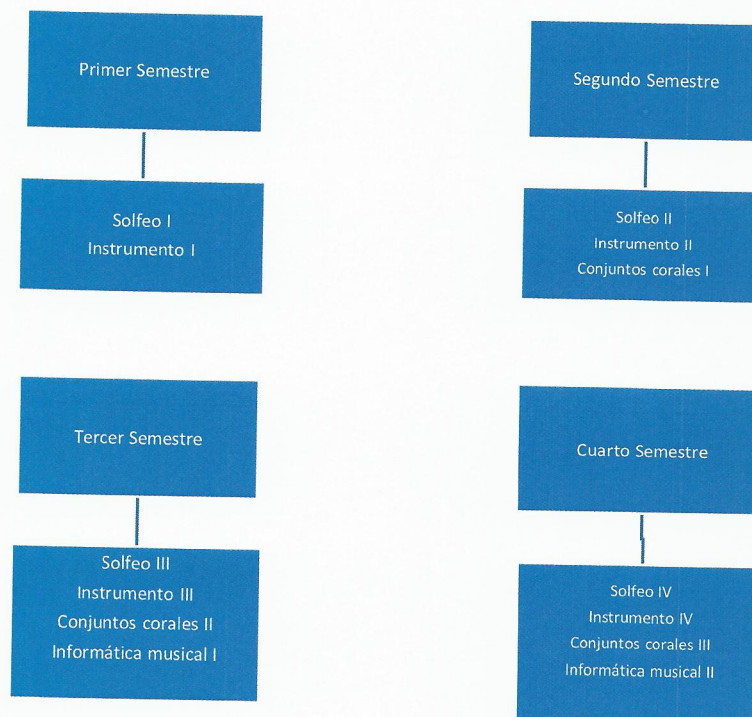 Primer Semestre
Solfeo I
Instrumento I
Segundo Semestre
Solfeo II
Instrumento II
Conjuntos corales I
Tercer Semestre
Solfeo III
Instrumento III
Conjuntos corales II
Informática musical I
Cuarto Semestre
Solfeo IV
Instrumento IV
Conjuntos corales III
Informática musical II